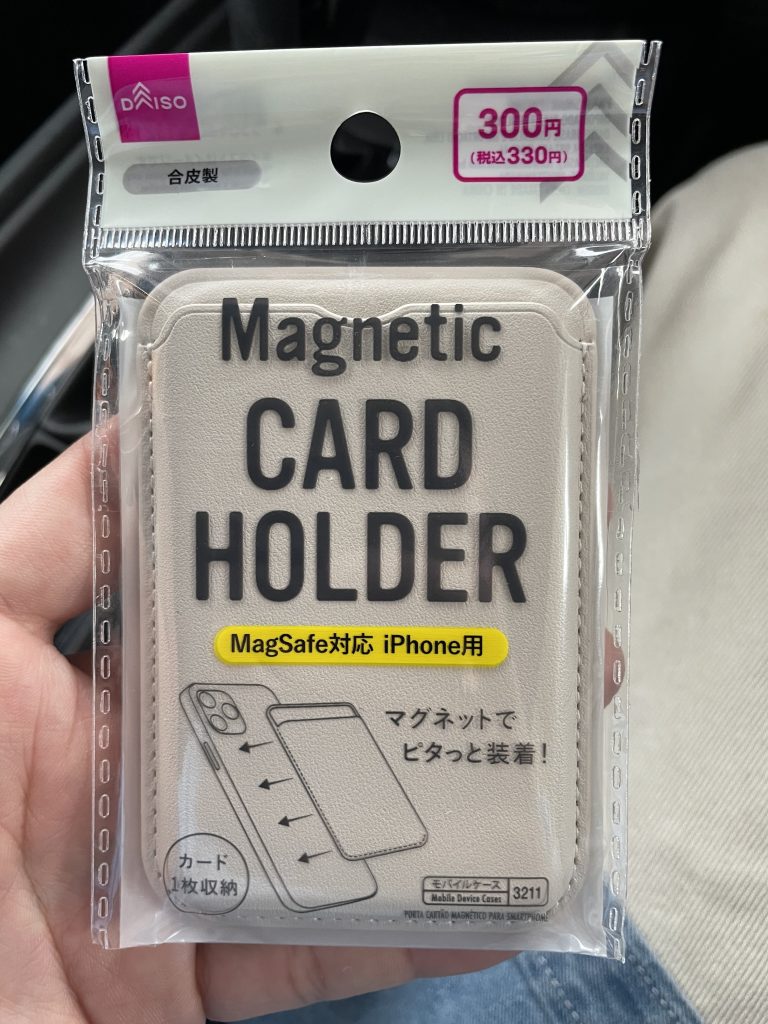 DAISO
合皮製
300円
(税込330円)
Magnetic
CARD
HOLDER
MagSafe対応 iPhone用
マグネットで
ピタっと装着！
カード
1枚収納
モバイルケース
Mobile Device Cases
3211
PORTA CARTÃO MAGNÉTICO PARA SMARTPHONE